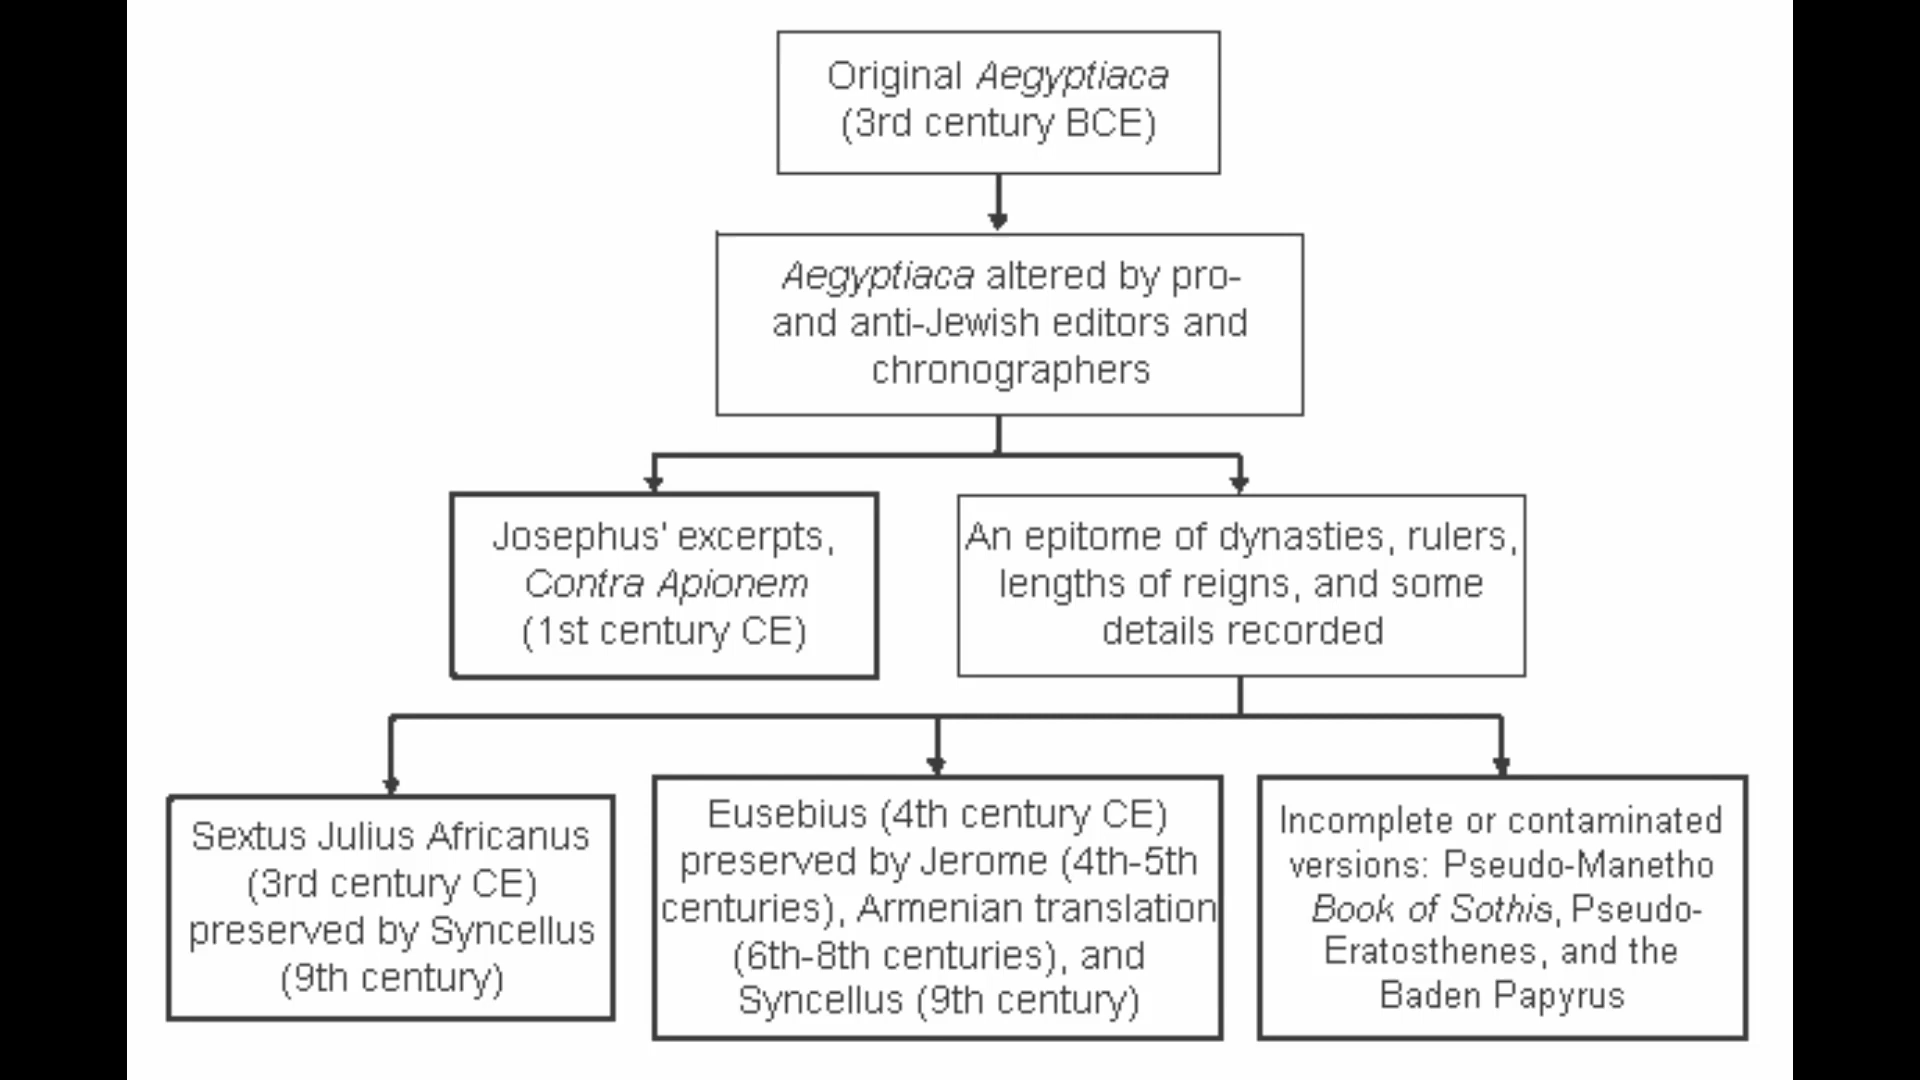 Original Aegyptiaca
(3rd century BCE)
Aegyptiaca altered by pro-
and anti-Jewish editors and
chronographers
Josephus' excerpts,
Contra Apionem
(1st century CE)
An epitome of dynasties, rulers,
lengths of reigns, and some
details recorded
Sextus Julius Africanus
(3rd century CE)
preserved by Syncellus
(9th century)
Eusebius (4th century CE)
preserved by Jerome (4th-5th
centuries), Armenian translation
(6th-8th centuries), and
Syncellus (9th century)
Incomplete or contaminated
versions: Pseudo-Manetho
Book of Sothis, Pseudo-
Eratosthenes, and the
Baden Papyrus